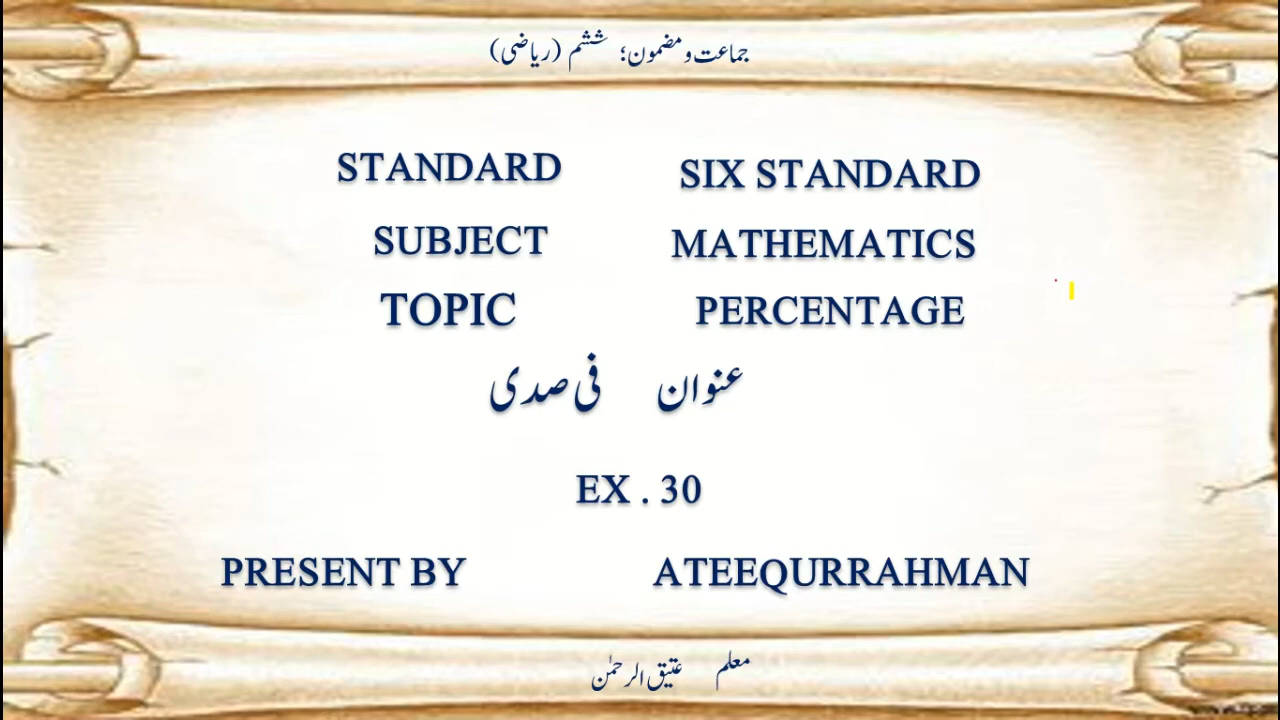 جماعت و مضمون؛ ششم (ریاضی)
STANDARD SIX STANDARD
SUBJECT MATHEMATICS
TOPIC PERCENTAGE
عنوان فی صدی
EX . 30
PRESENT BY ATEEQURRAHMAN
معلم عتیق الرحمٰن